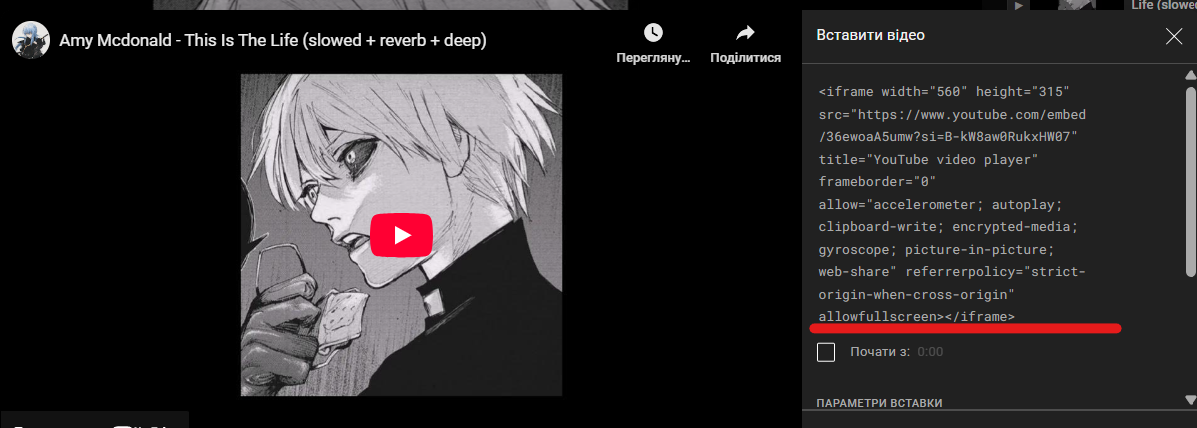 Life (slowe
Amy Mcdonald - This Is The Life (slowed + reverb + deep)
Перегляну...
Поділитися
Вставити відео
<iframe width="560" height="315"
src="https://www.youtube.com/embed
/36ewoaA5umw?si=B-kW8aw0RukxHW07"
title="YouTube video player"
frameborder="0"
allow="accelerometer; autoplay;
clipboard-write; encrypted-media;
gyroscope; picture-in-picture;
web-share" referrerpolicy="strict-
origin-when-cross-origin"
allowfullscreen></iframe>
Почати з: 0:00
ПАРАМЕТРИ ВСТАВКИ